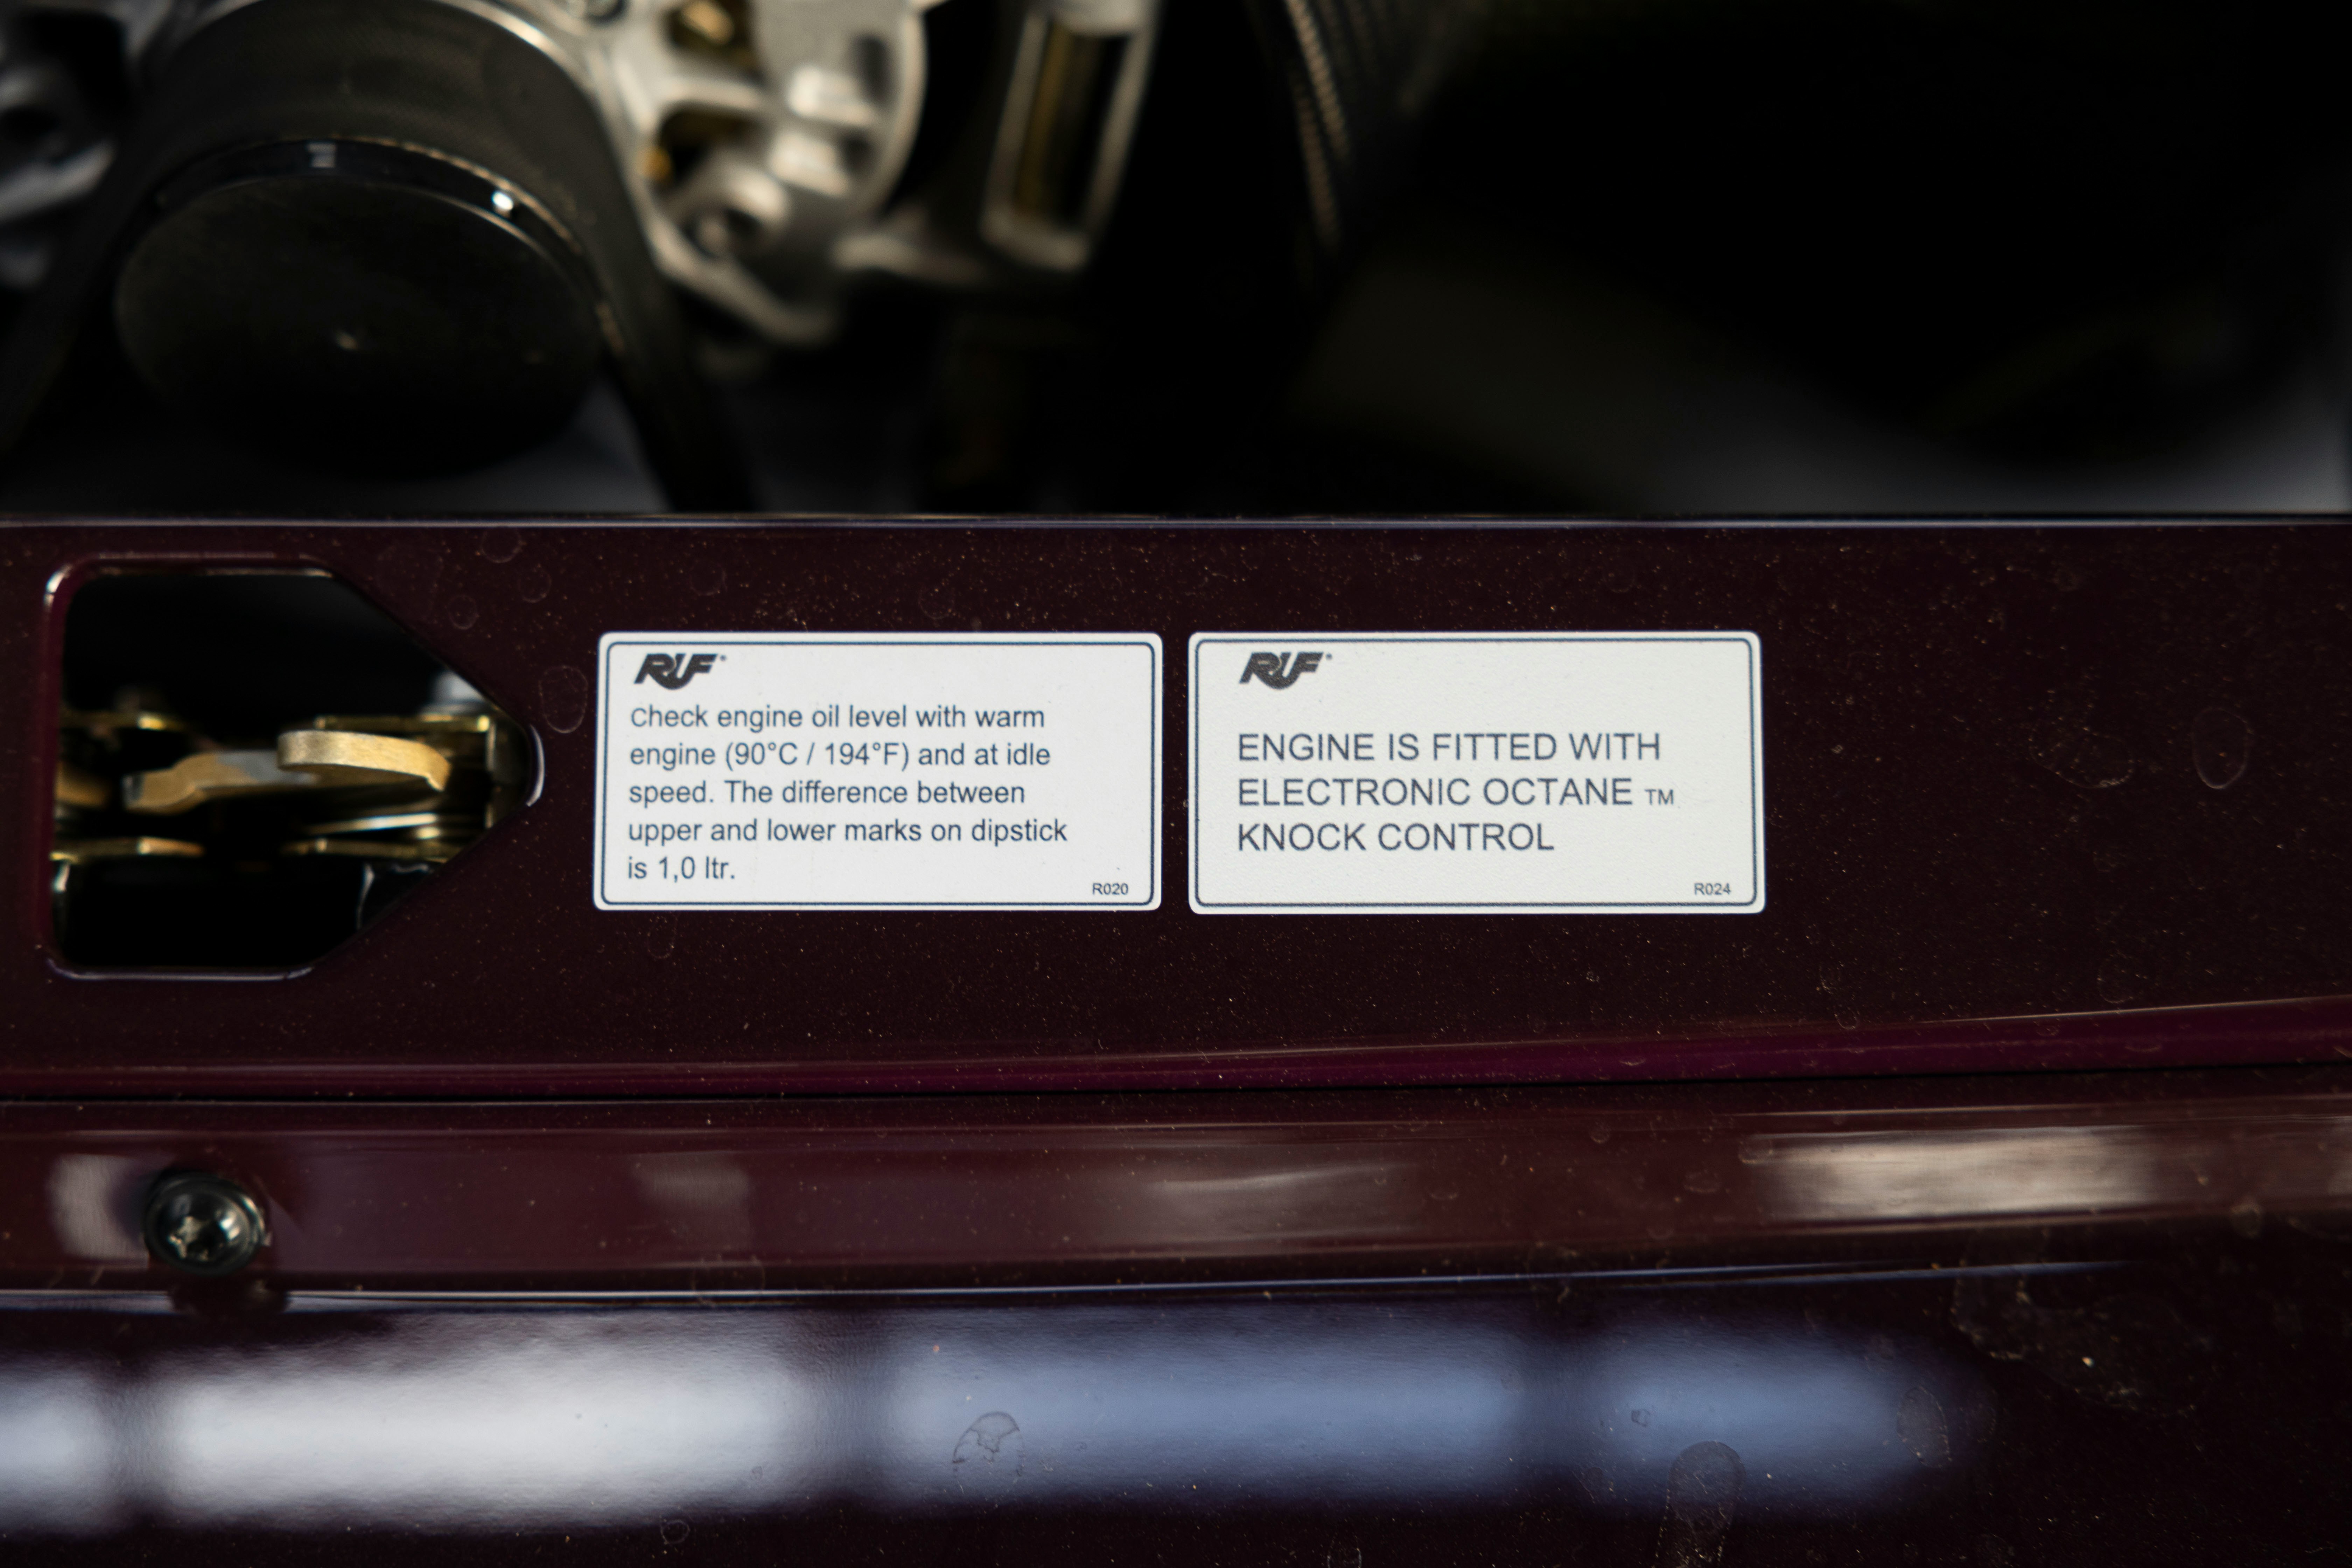 RUF®
Check engine oil level with warm
engine (90°C / 194°F) and at idle
speed. The difference between
upper and lower marks on dipstick
is 1,0 ltr.
R020
RUF®
ENGINE IS FITTED WITH
ELECTRONIC OCTANE ™
KNOCK CONTROL
R024